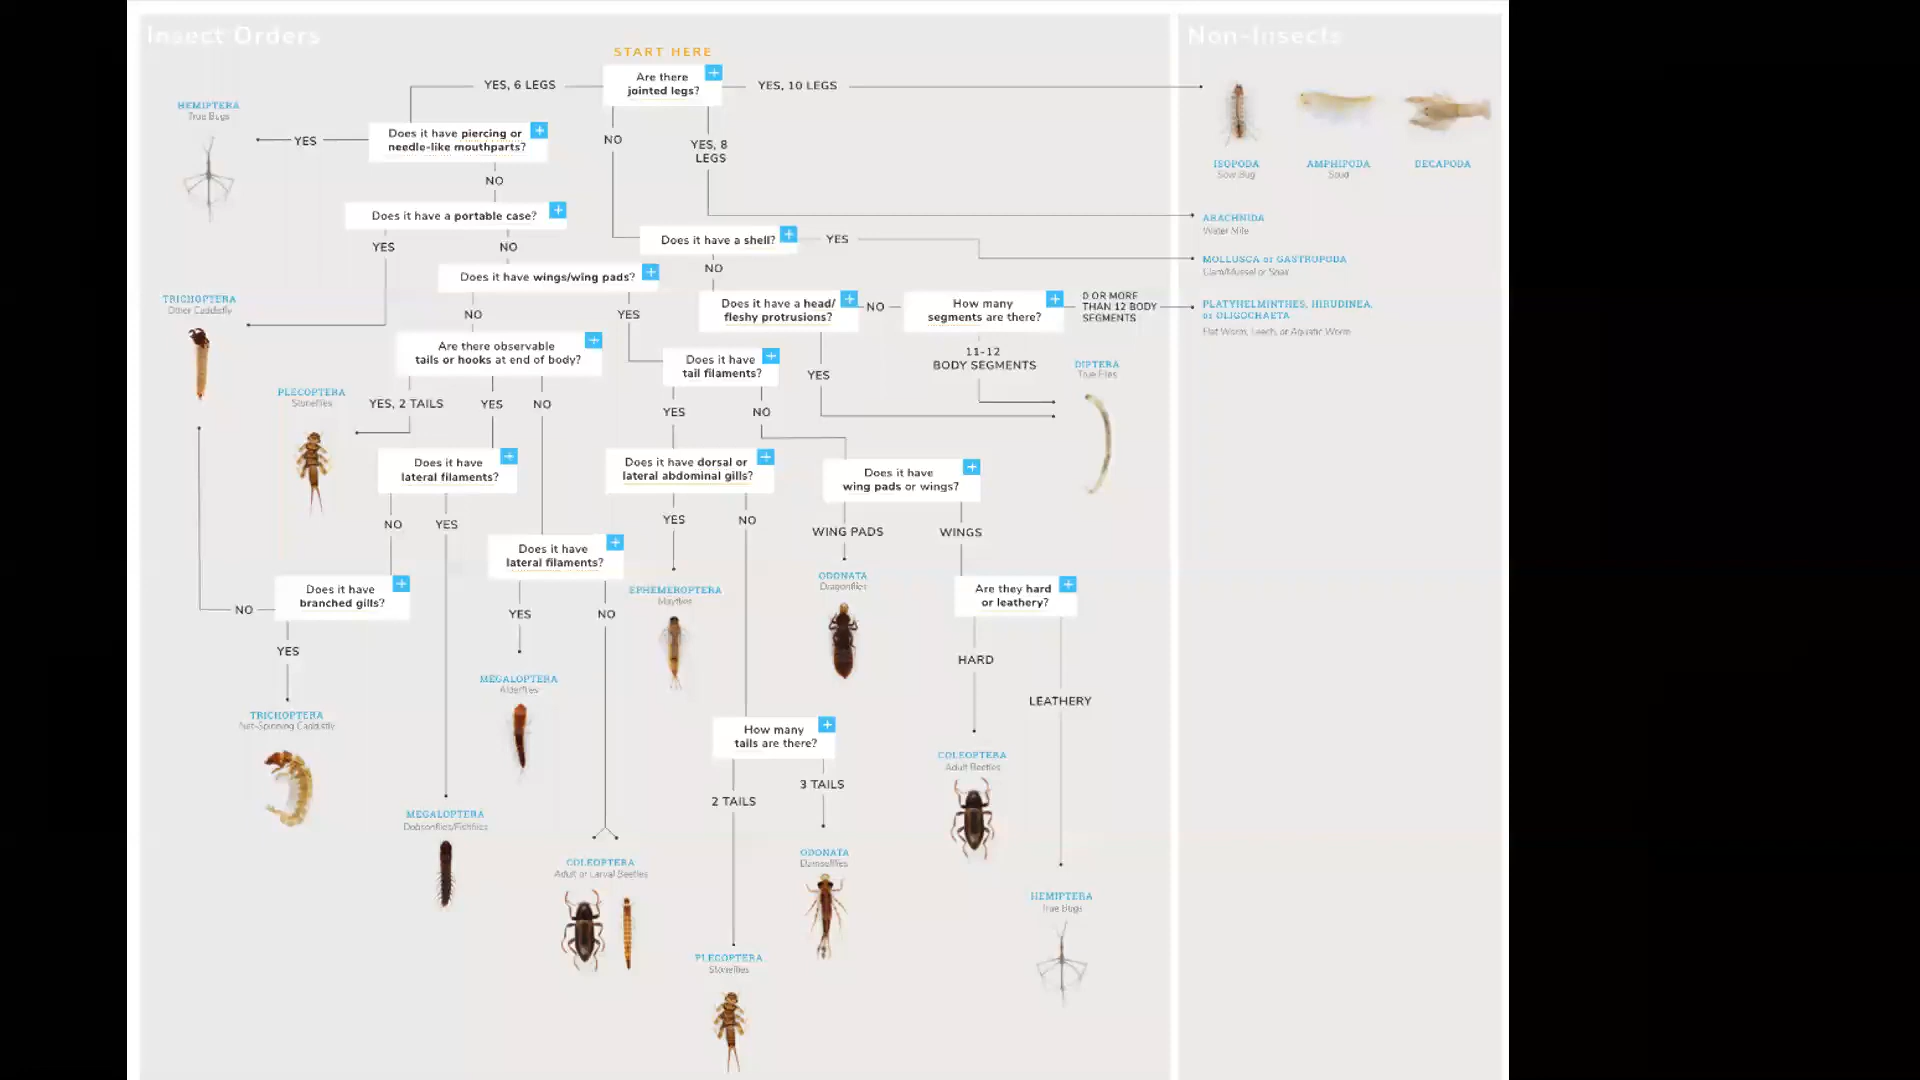 Insect Orders
Non-Insects
START HERE
Are there
jointed legs?
YES, 6 LEGS
YES, 10 LEGS
NO
YES, 8
LEGS
HEMIPTERA
True Bugs
YES
Does it have piercing or
needle-like mouthparts?
NO
ISOPODA
Sow Bug
AMPHIPODA
Scud
DECAPODA
Does it have a portable case?
YES
NO
ARACHNIDA
Water Mite
Does it have a shell?
YES
NO
MOLLUSCA or GASTROPODA
Clam/Mussel or Snail
Does it have wings/wing pads?
NO
YES
TRICHOPTERA
Other Caddisfly
Does it have a head/
fleshy protrusions?
NO
YES
How many
segments are there?
0 OR MORE
THAN 12 BODY
SEGMENTS
PLATYHELMINTHES, HIRUDINEA,
or OLIGOCHAETA
Flat Worm, Leech, or Aquatic Worm
11-12
BODY SEGMENTS
DIPTERA
True Flies
Are there observable
tails or hooks at end of body?
YES, 2 TAILS
YES
NO
Does it have
tail filaments?
YES
NO
PLECOPTERA
Stoneflies
Does it have
lateral filaments?
NO
YES
Does it have dorsal or
lateral abdominal gills?
YES
NO
Does it have
wing pads or wings?
WING PADS
WINGS
Does it have
lateral filaments?
YES
NO
EPHEMEROPTERA
Mayflies
ODONATA
Dragonflies
Are they hard
or leathery?
HARD
LEATHERY
Does it have
branched gills?
NO
YES
MEGALOPTERA
Alderflies
TRICHOPTERA
Net-Spinning Caddisfly
How many
tails are there?
2 TAILS
3 TAILS
COLEOPTERA
Adult Beetles
MEGALOPTERA
Dobsonflies/Fishflies
COLEOPTERA
Adult or Larval Beetles
ODONATA
Damselflies
HEMIPTERA
True Bugs
PLECOPTERA
Stoneflies